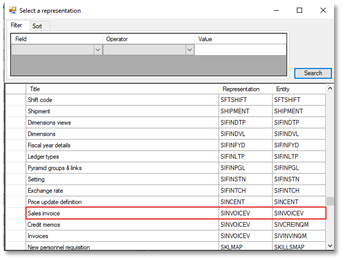 Select a representation
Filter Sort
Field Operator Value
Search
Title Representation Entity
Shift code SFTSHIFT SFTSHIFT
Shipment SHIPMENT SHIPMENT
Dimensions views SIFINDTP SIFINDTP
Dimensions SIFINDVL SIFINDVL
Fiscal year details SIFINFYD SIFINFYD
Ledger types SIFINLTP SIFINLTP
Pyramid groups & links SIFINPGL SIFINPGL
Setting SIFINSTN SIFINSTN
Exchange rate SIFINTCH SIFINTCH
Price update definition SINCENT SINCENT
Sales invoice SINVOICEV SINVOICEV
Credit memos SINVOICEV SIVCREINQM
Invoices SINVOICEV SIVINVINQM
New personnel requisition SKLMAP SKILLSMAP